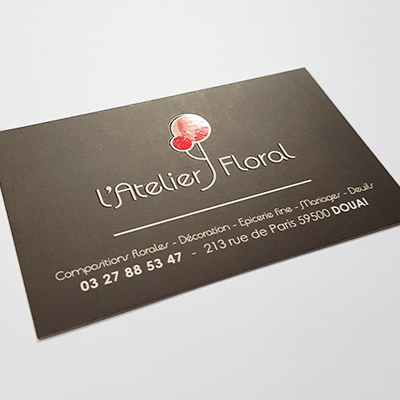 L'Atelier Floral
Compositions florales - Décoration - Epicerie fine - Mariages - Deuils
03 27 88 53 47 - 213 rue de Paris 59500 DOUAI